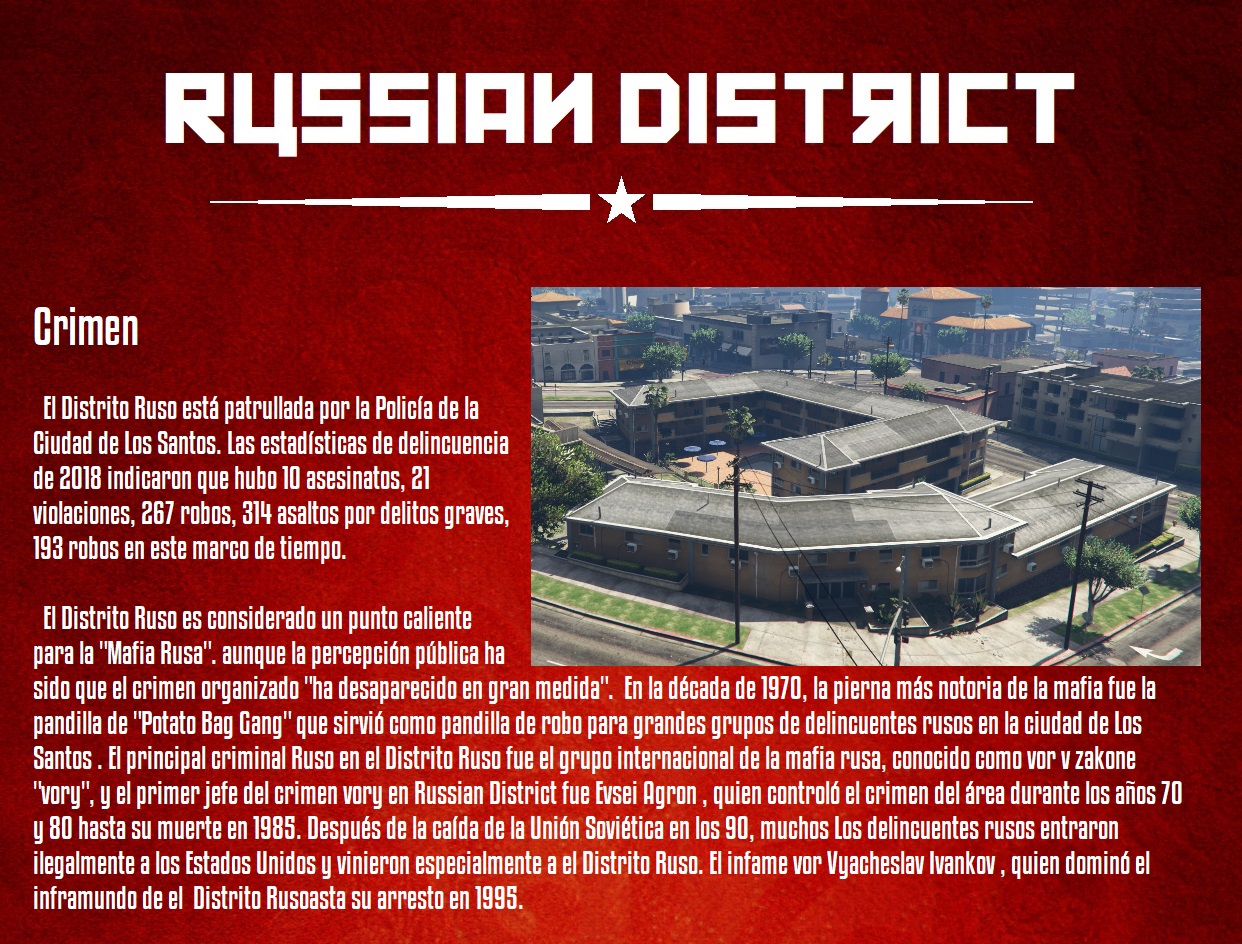 RUSSIAN DISTRICT
Crimen
El Distrito Ruso está patrullada por la Policía de la
Ciudad de Los Santos. Las estadísticas de delincuencia
de 2018 indicaron que hubo 10 asesinatos, 21
violaciones, 267 robos, 314 asaltos por delitos graves,
193 robos en este marco de tiempo.
El Distrito Ruso es considerado un punto caliente
para la "Mafia Rusa". aunque la percepción pública ha
sido que el crimen organizado "ha desaparecido en gran medida". En la década de 1970, la pierna más notoria de la mafia fue la
pandilla de "Potato Bag Gang" que sirvió como pandilla de robo para grandes grupos de delincuentes rusos en la ciudad de Los
Santos . El principal criminal Ruso en el Distrito Ruso fue el grupo internacional de la mafia rusa, conocido como vor v zakone
"vory", y el primer jefe del crimen vory en Russian District fue Evsei Agron , quien controló el crimen del área durante los años 70
y 80 hasta su muerte en 1985. Después de la caída de la Unión Soviética en los 90, muchos Los delincuentes rusos entraron
ilegalmente a los Estados Unidos y vinieron especialmente a el Distrito Ruso. El infame vor Vyacheslav Ivankov , quien dominó el
inframundo de el Distrito Rusoasta su arresto en 1995.